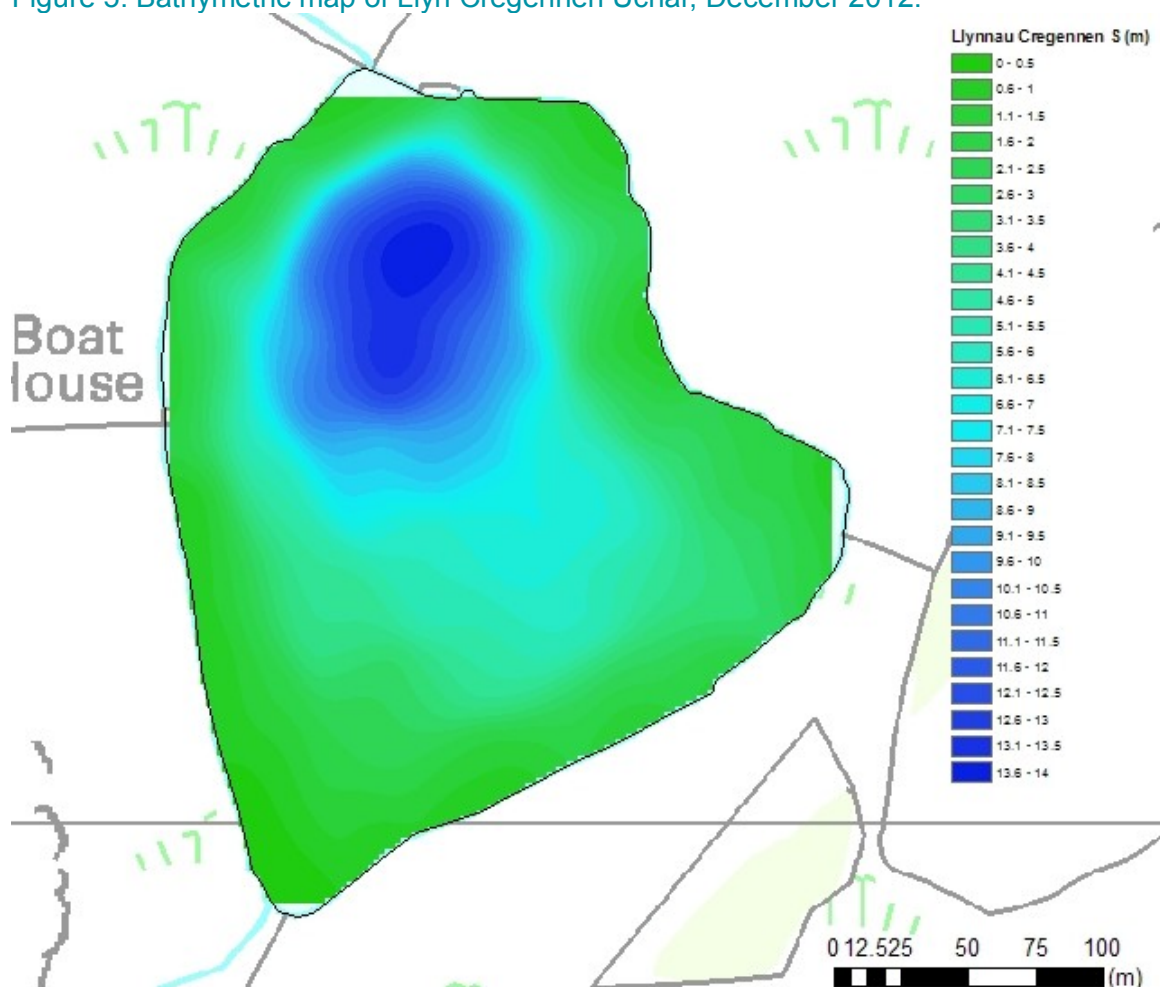 Figure . Bathymetric map of Llyn Cregennen Uchaf, December 2012.
Llynnau Cregennen S (m)
0 - 0.5
0.6 - 1
1.1 - 1.5
1.6 - 2
2.1 - 2.5
2.6 - 3
3.1 - 3.5
3.6 - 4
4.1 - 4.5
4.6 - 5
5.1 - 5.5
5.6 - 6
6.1 - 6.5
6.6 - 7
7.1 - 7.5
7.6 - 8
8.1 - 8.5
8.6 - 9
9.1 - 9.5
9.6 - 10
10.1 - 10.5
10.6 - 11
11.1 - 11.5
11.6 - 12
12.1 - 12.5
12.6 - 13
13.1 - 13.5
13.6 - 14
Boat
House
0 12.525 50 75 100
(m)